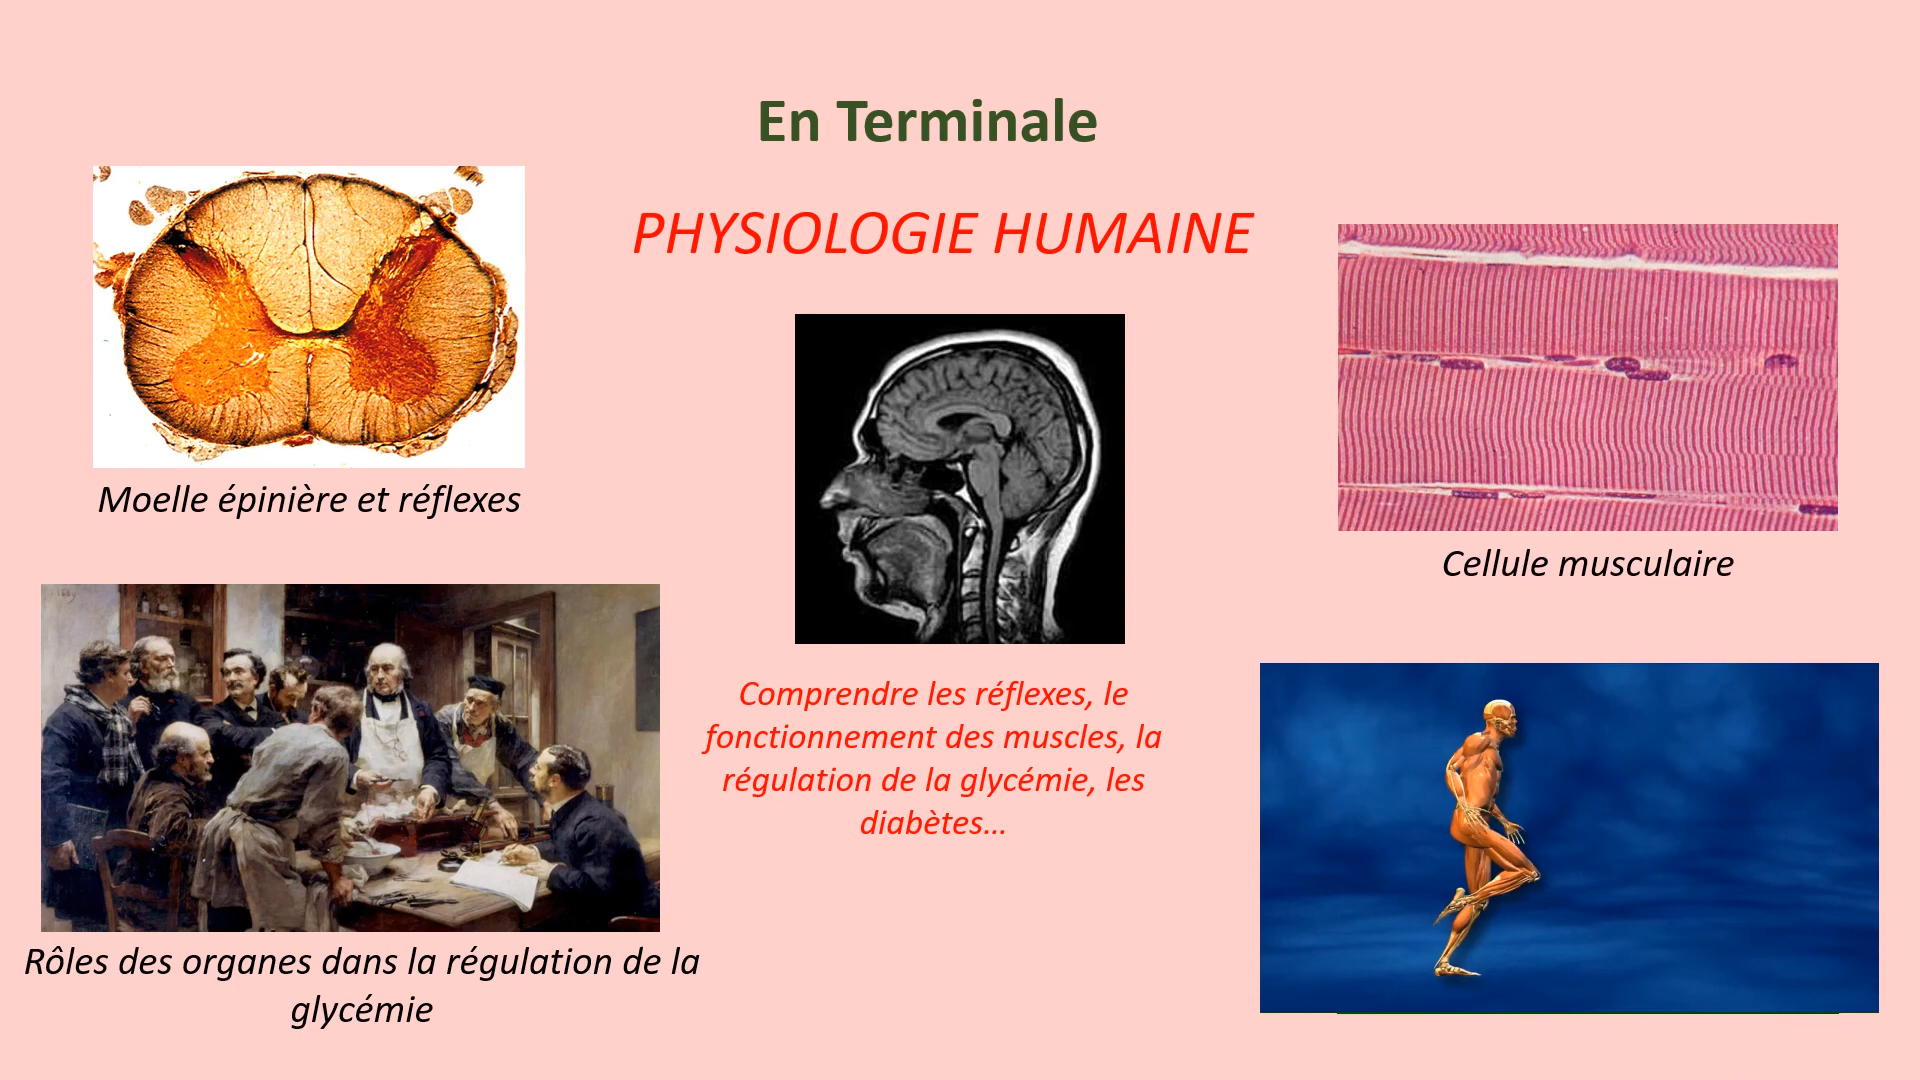 En Terminale
PHYSIOLOGIE HUMAINE
Moelle épinière et réflexes
Cellule musculaire
Comprendre les réflexes, le
fonctionnement des muscles, la
régulation de la glycémie, les
diabètes...
Rôles des organes dans la régulation de la
glycémie